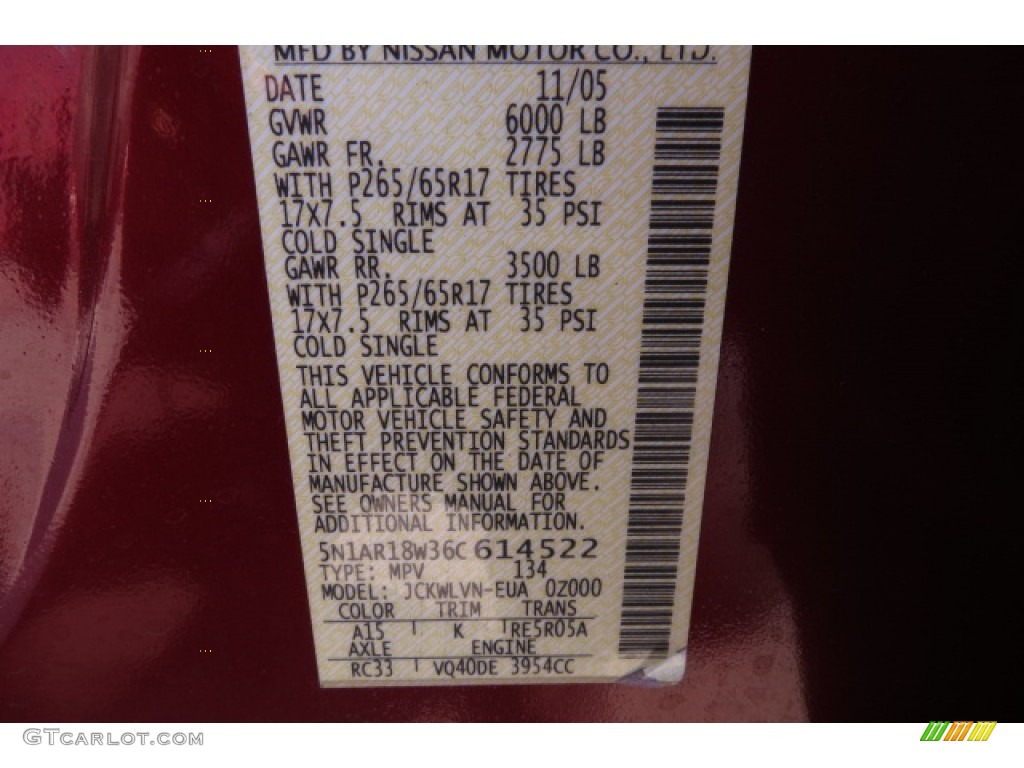 MFD BY NISSAN MOTOR CO., LTD.
DATE 11/05
GVWR 6000 LB
GAWR FR. 2775 LB
WITH P265/65R17 TIRES
17X7.5 RIMS AT 35 PSI
COLD SINGLE
GAWR RR. 3500 LB
WITH P265/65R17 TIRES
17X7.5 RIMS AT 35 PSI
COLD SINGLE
THIS VEHICLE CONFORMS TO
ALL APPLICABLE FEDERAL
MOTOR VEHICLE SAFETY AND
THEFT PREVENTION STANDARDS
IN EFFECT ON THE DATE OF
MANUFACTURE SHOWN ABOVE.
SEE OWNERS MANUAL FOR
ADDITIONAL INFORMATION.
5N1AR18W36C614522
TYPE: MPV 134
MODEL: JCKWLVN-EUA 0Z000
COLOR TRIM TRANS
A15 K RE5R05A
AXLE ENGINE
RC33 VQ40DE 3954CC
GTCarLot.com